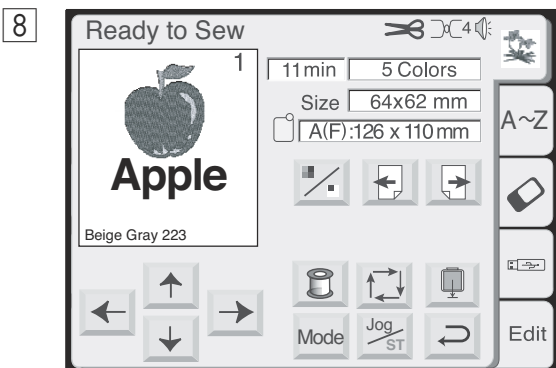 8
Ready to Sew
4
1
11min 5 Colors
Size 64x62 mm
A(F):126 x 110mm
Apple
Beige Gray 223
A~Z
Mode
Jog/ST
Edit